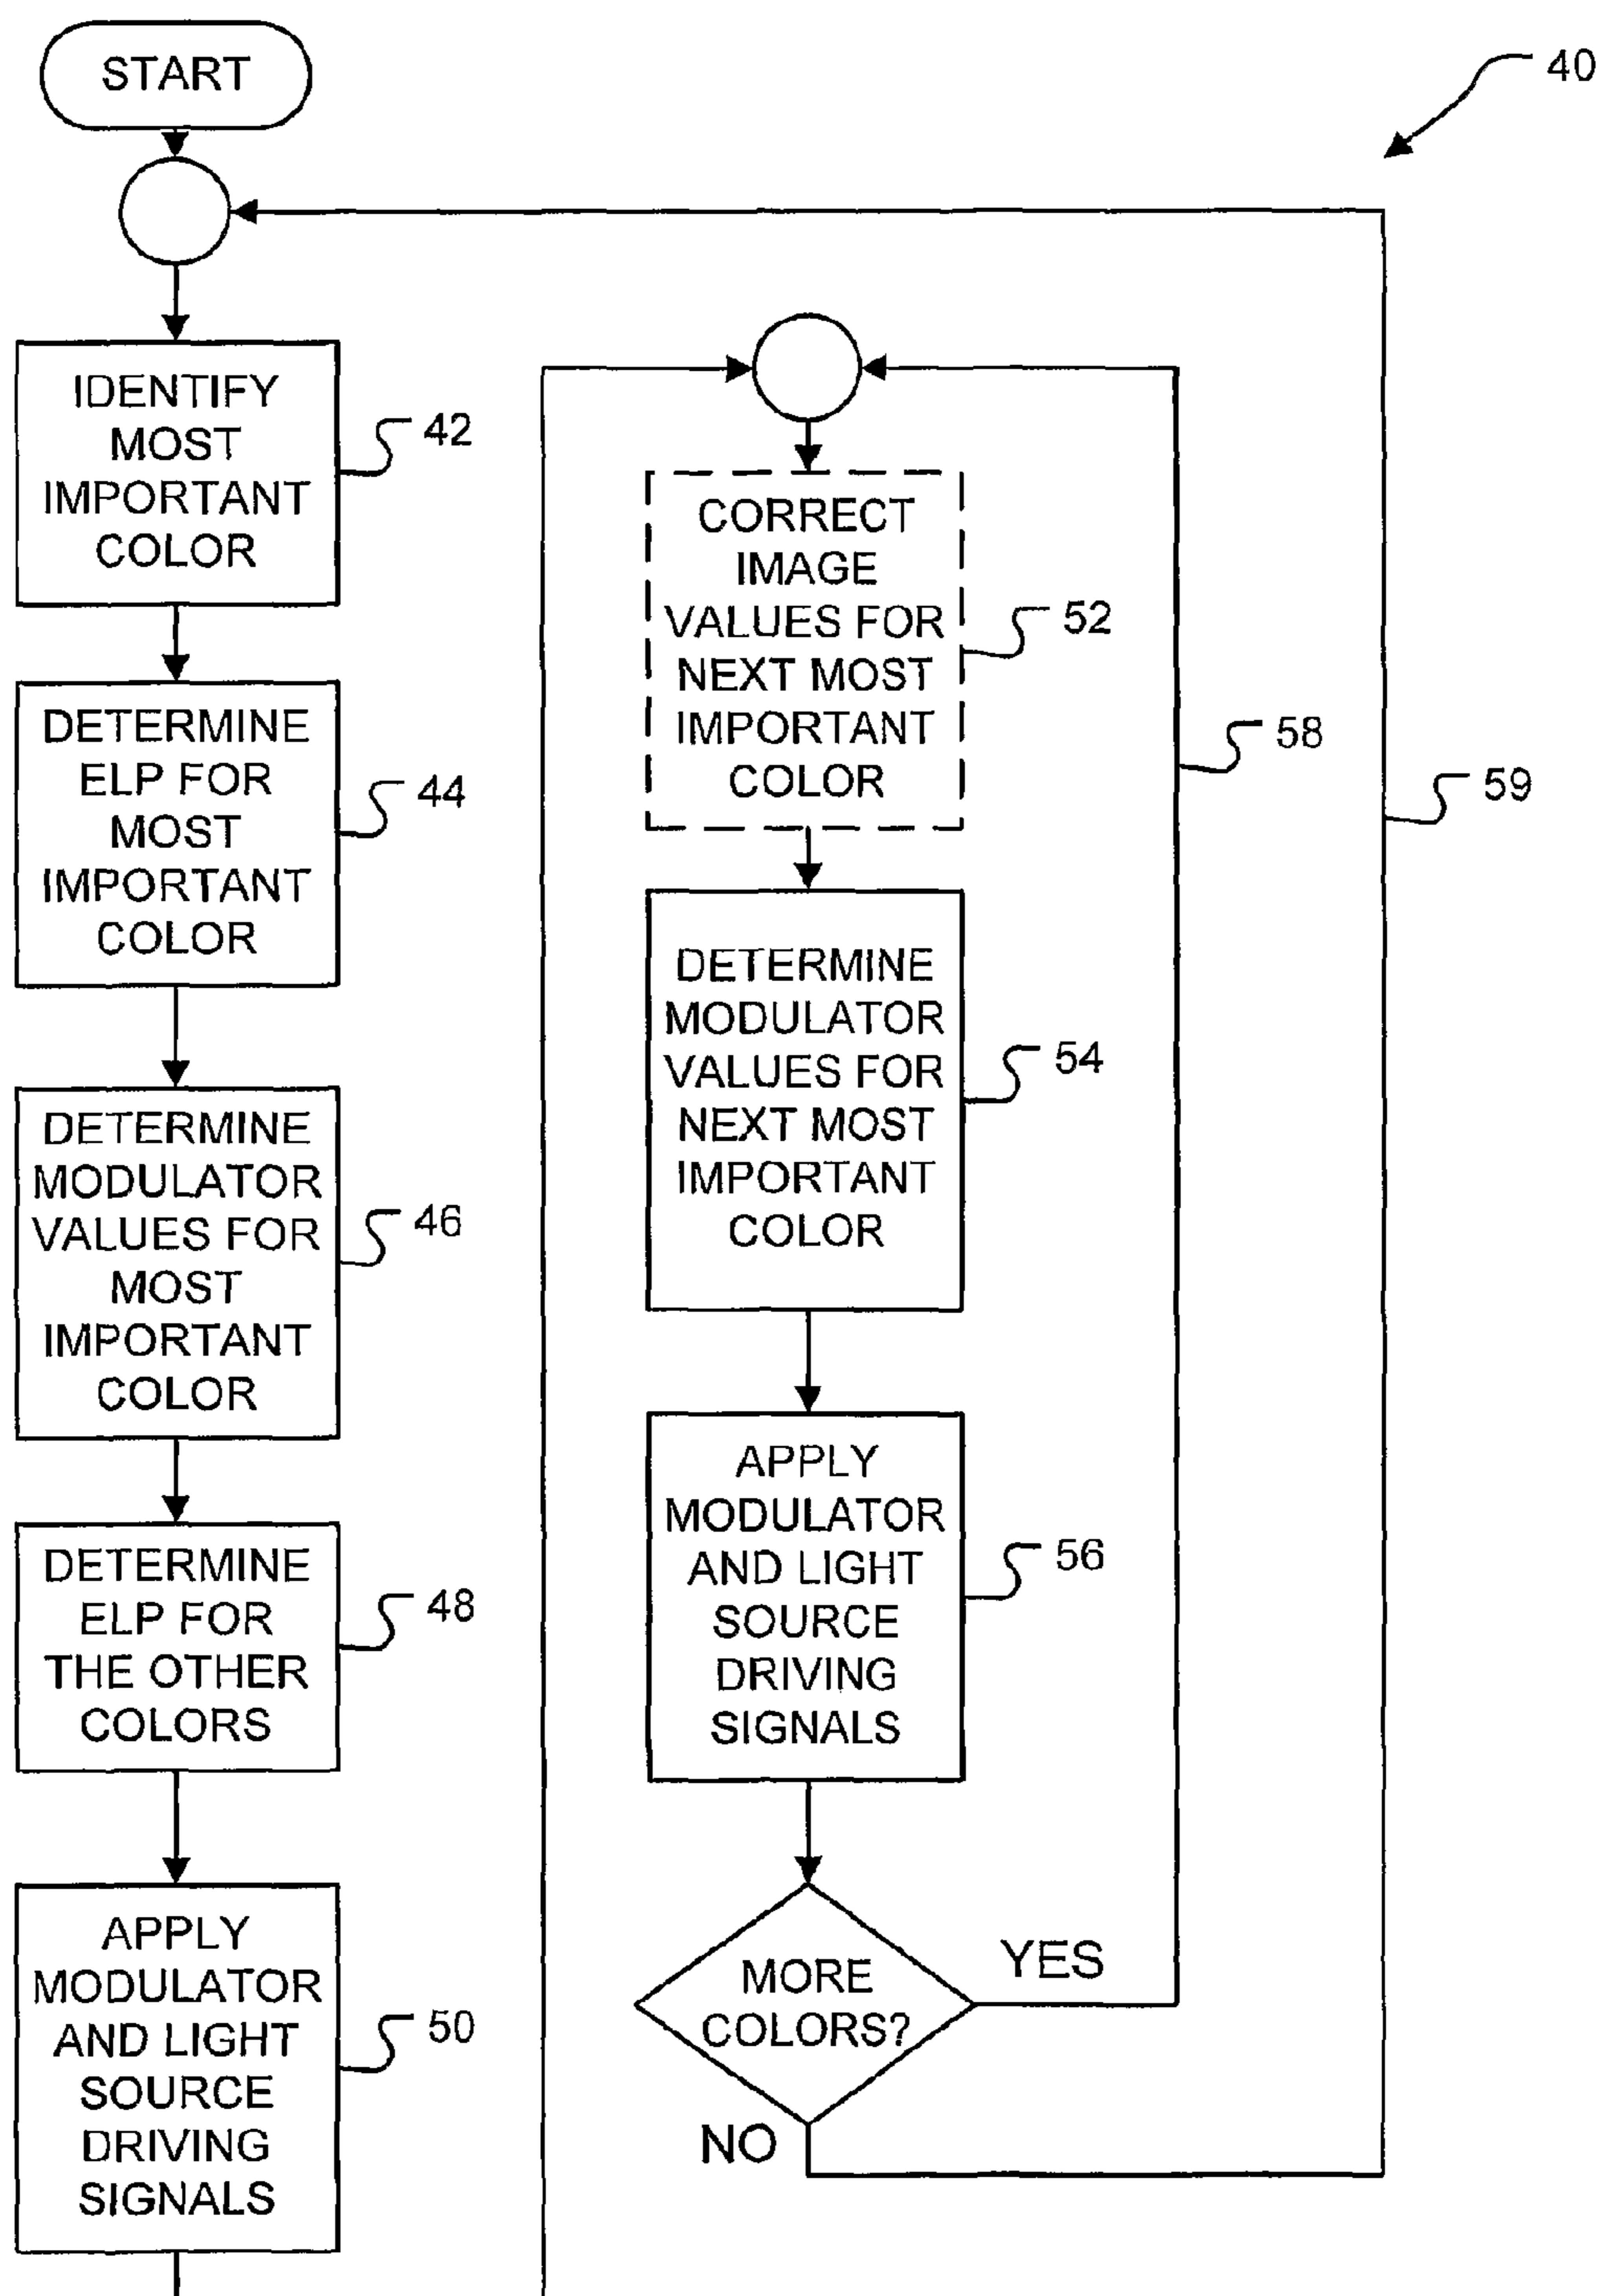 START
40
IDENTIFY
MOST
IMPORTANT
COLOR
42
DETERMINE
ELP FOR
MOST
IMPORTANT
COLOR
44
DETERMINE
MODULATOR
VALUES FOR
MOST
IMPORTANT
COLOR
46
DETERMINE
ELP FOR
THE OTHER
COLORS
48
APPLY
MODULATOR
AND LIGHT
SOURCE
DRIVING
SIGNALS
50
CORRECT
IMAGE
VALUES FOR
NEXT MOST
IMPORTANT
COLOR
52
DETERMINE
MODULATOR
VALUES FOR
NEXT MOST
IMPORTANT
COLOR
54
APPLY
MODULATOR
AND LIGHT
SOURCE
DRIVING
SIGNALS
56
MORE
COLORS?
YES
NO
58
59